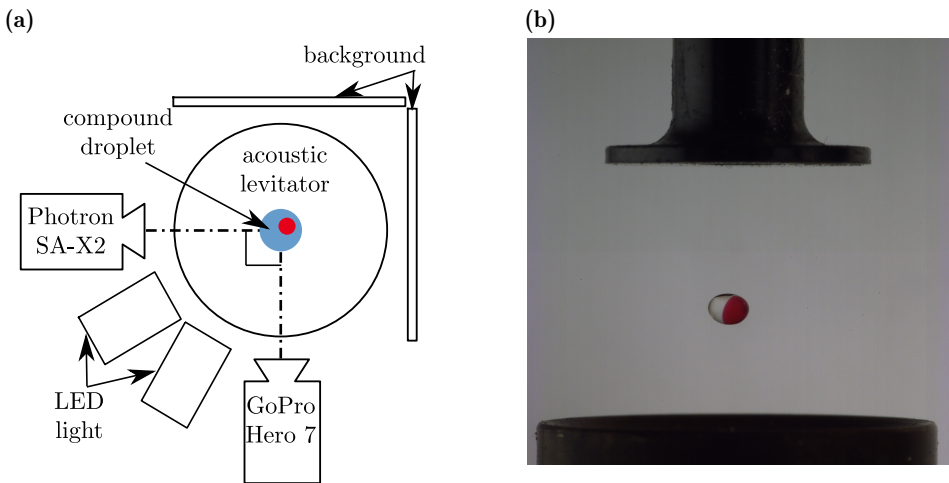 (a)
background
compound
droplet
acoustic
levitator
Photron
SA-X2
LED
light
GoPro
Hero 7
(b)